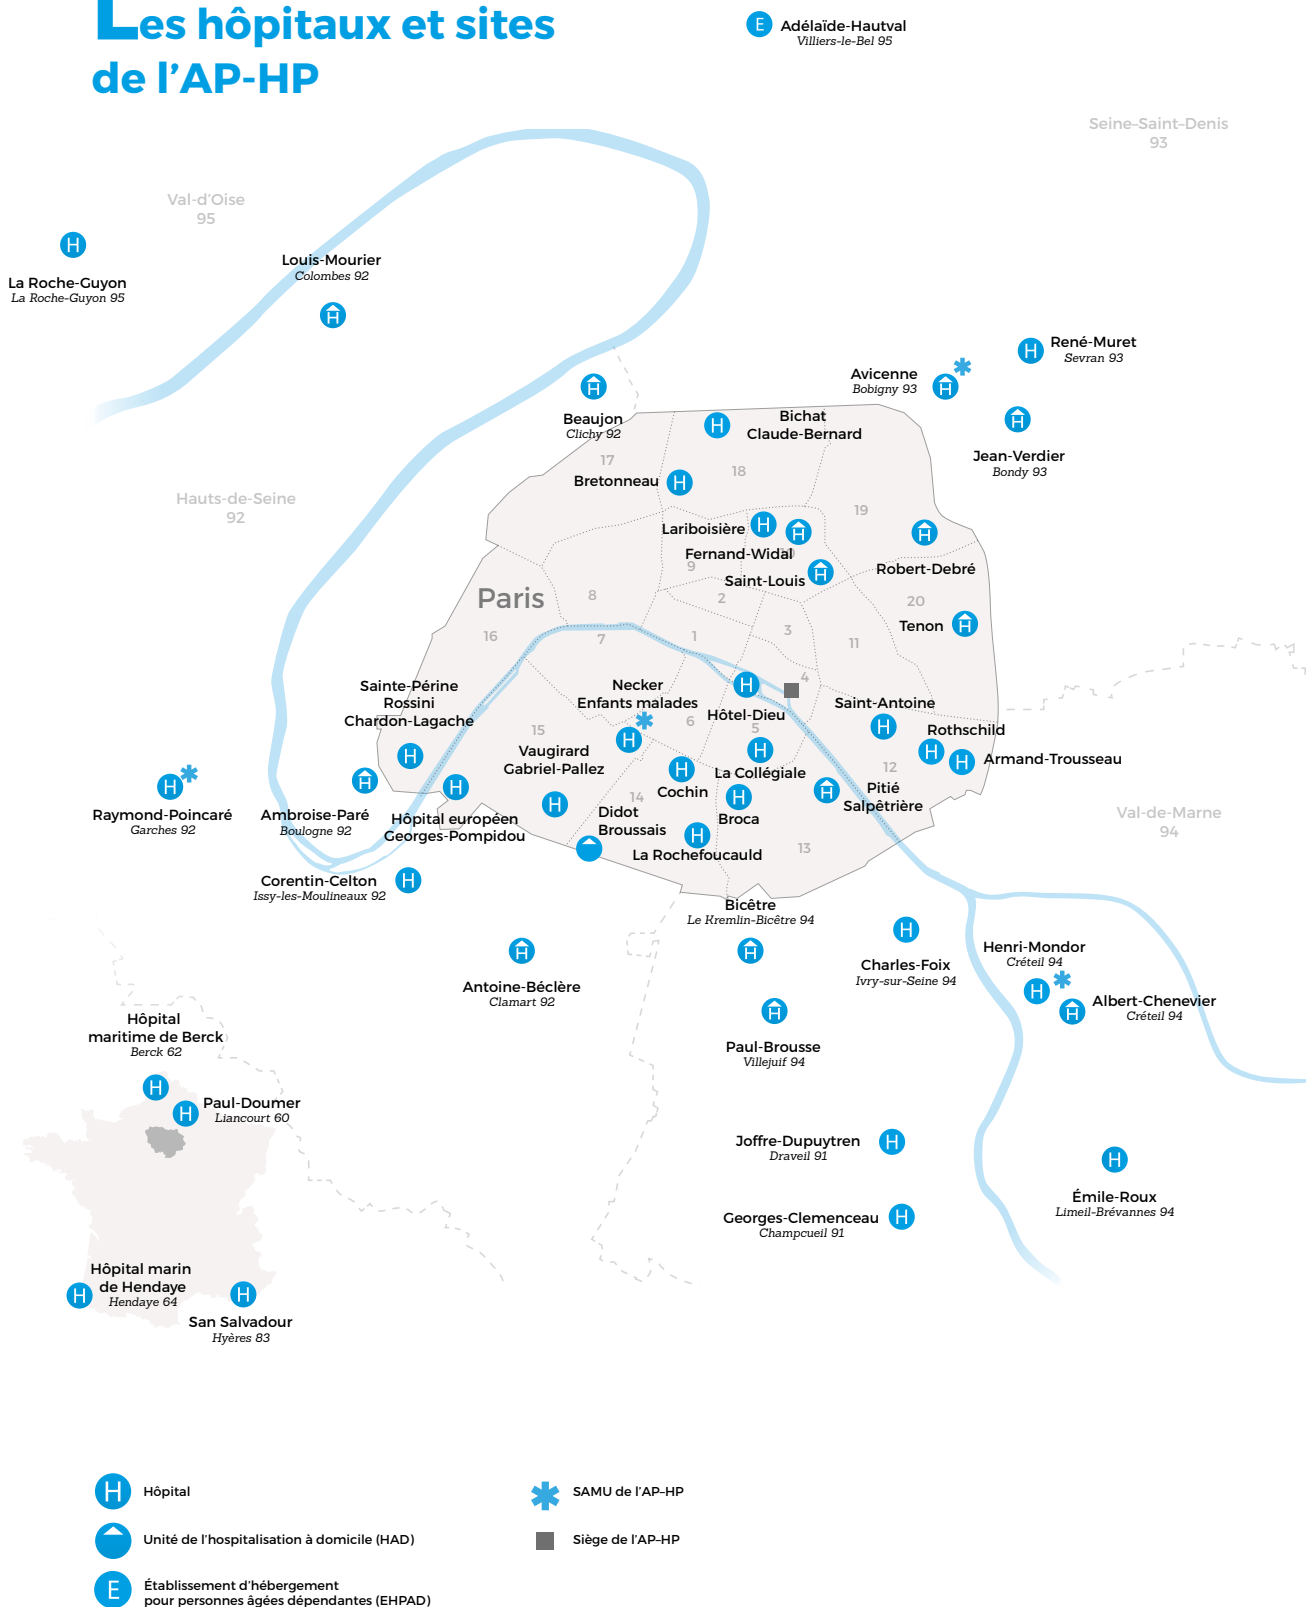 Les hôpitaux et sites
de l'AP-HP
E
Adélaïde-Hautval
Villiers-le-Bel 95
Seine-Saint-Denis
93
Val-d'Oise
95
H
La Roche-Guyon
La Roche-Guyon 95
Louis-Mourier
Colombes 92
H
H
René-Muret
Sevran 93
Avicenne
Bobigny 93
H
H
Beaujon
Clichy 92
H
Jean-Verdier
Bondy 93
H
Bichat
Claude-Bernard
17
18
Bretonneau
H
Hauts-de-Seine
92
19
Lariboisière
H
H
Fernand-Widal
10
9
Saint-Louis
H
H
Robert-Debré
Paris
8
2
20
Tenon
H
16
7
1
3
11
4
Sainte-Périne
Rossini
Chardon-Lagache
H
Necker
Enfants malades
H
H
Hôtel-Dieu
6
5
Saint-Antoine
H
Rothschild
H
H
Armand-Trousseau
12
15
Vaugirard
Gabriel-Pallez
H
H
Cochin
H
La Collégiale
H
Broca
H
Pitié
Salpêtrière
H
Raymond-Poincaré
Garches 92
H
Ambroise-Paré
Boulogne 92
H
Hôpital européen
Georges-Pompidou
14
Didot
Broussais
H
La Rochefoucauld
13
Val-de-Marne
94
Corentin-Celton
Issy-les-Moulineaux 92
H
Bicêtre
Le Kremlin-Bicêtre 94
H
H
Charles-Foix
Ivry-sur-Seine 94
Henri-Mondor
Créteil 94
H
H
Albert-Chenevier
Créteil 94
H
Antoine-Béclère
Clamart 92
H
Paul-Brousse
Villejuif 94
Hôpital
maritime de Berck
Berck 62
H
H
Paul-Doumer
Liancourt 60
Joffre-Dupuytren
Draveil 91
H
H
Émile-Roux
Limeil-Brévannes 94
Georges-Clemenceau
Champcueil 91
H
Hôpital marin
de Hendaye
Hendaye 64
H
H
San Salvadour
Hyères 83
H
Hôpital
SAMU de l'AP-HP
Unité de l'hospitalisation à domicile (HAD)
Siège de l'AP-HP
E
Établissement d'hébergement
pour personnes âgées dépendantes (EHPAD)